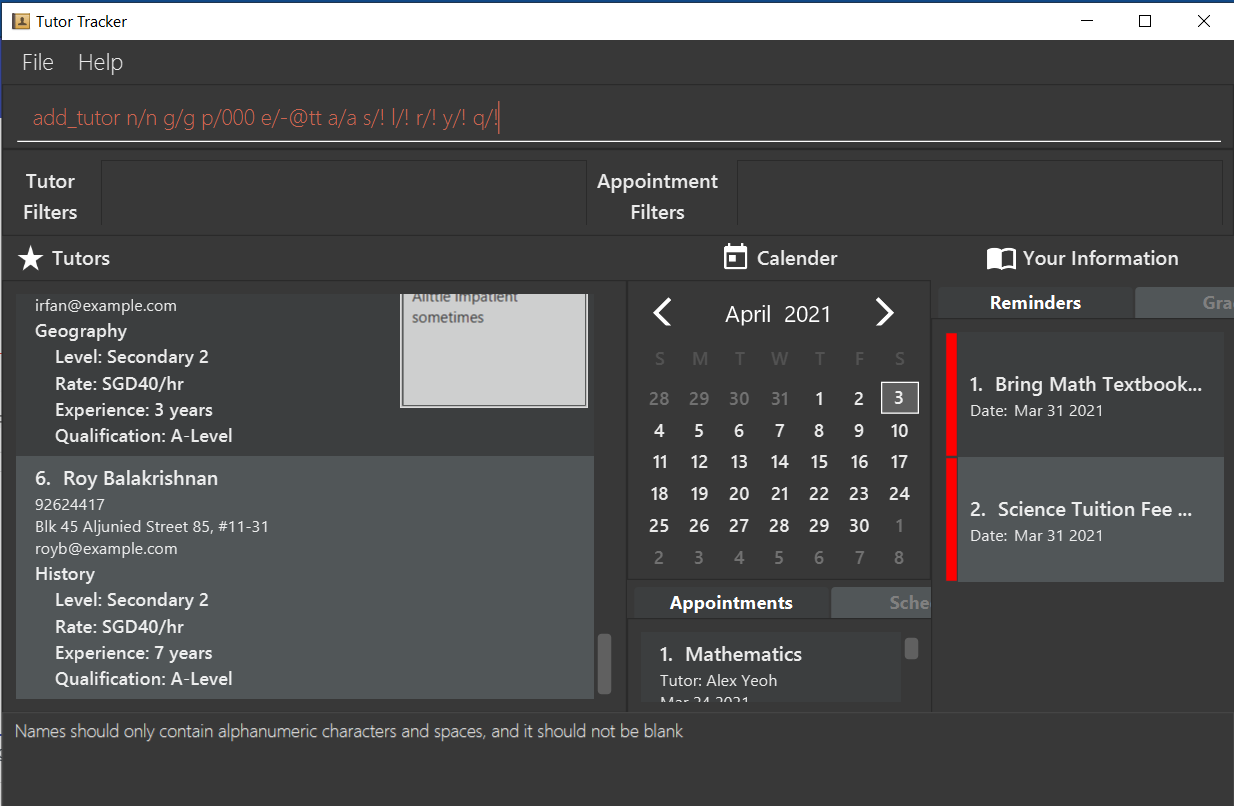 Tutor Tracker
File Help
add_tutor n/n g/g p/000 e/-@tt a/a s/! l/! r/! y/! q/!
Tutor
Filters
Appointment
Filters
Tutors
irfan@example.com
Geography
Level: Secondary 2
Rate: SGD40/hr
Experience: 3 years
Qualification: A-Level
impatient
sometimes
6. Roy Balakrishnan
92624417
Blk 45 Aljunied Street 85, #11-31
royb@example.com
History
Level: Secondary 2
Rate: SGD40/hr
Experience: 7 years
Qualification: A-Level
Calender
April 2021
S M T W T F S
28 29 30 31 1 2 3
4 5 6 7 8 9 10
11 12 13 14 15 16 17
18 19 20 21 22 23 24
25 26 27 28 29 30 1
2 3 4 5 6 7 8
Appointments Sche
1. Mathematics
Tutor: Alex Yeoh
Mar 24 2021
Your Information
Reminders Gra
1. Bring Math Textbook...
Date: Mar 31 2021
2. Science Tuition Fee ...
Date: Mar 31 2021
Names should only contain alphanumeric characters and spaces, and it should not be blank